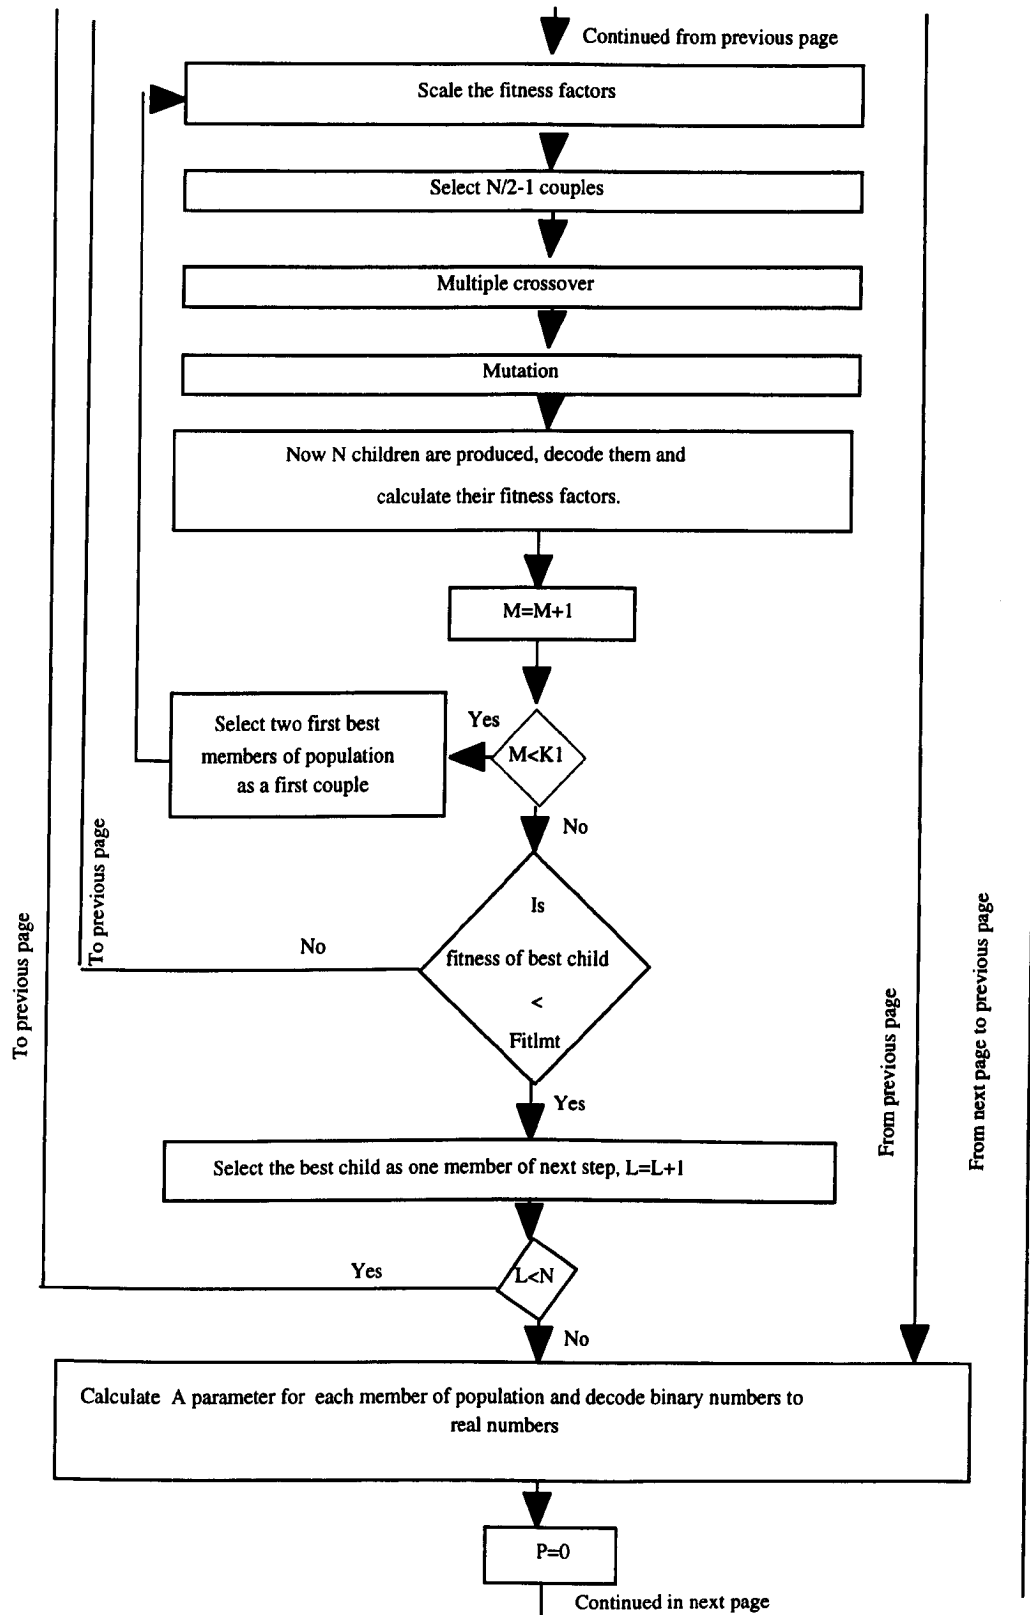 Continued from previous page
Scale the fitness factors
Select N/2-1 couples
Multiple crossover
Mutation
Now N children are produced, decode them and
calculate their fitness factors.
M=M+1
Select two first best
members of population
as a first couple
Yes
M<K1
No
Is
fitness of best child
<
Fitlmt
No
To previous page
To previous page
Yes
From previous page
From next page to previous page
Select the best child as one member of next step, L=L+1
Yes
L<N
No
Calculate A parameter for each member of population and decode binary numbers to
real numbers
P=0
Continued in next page